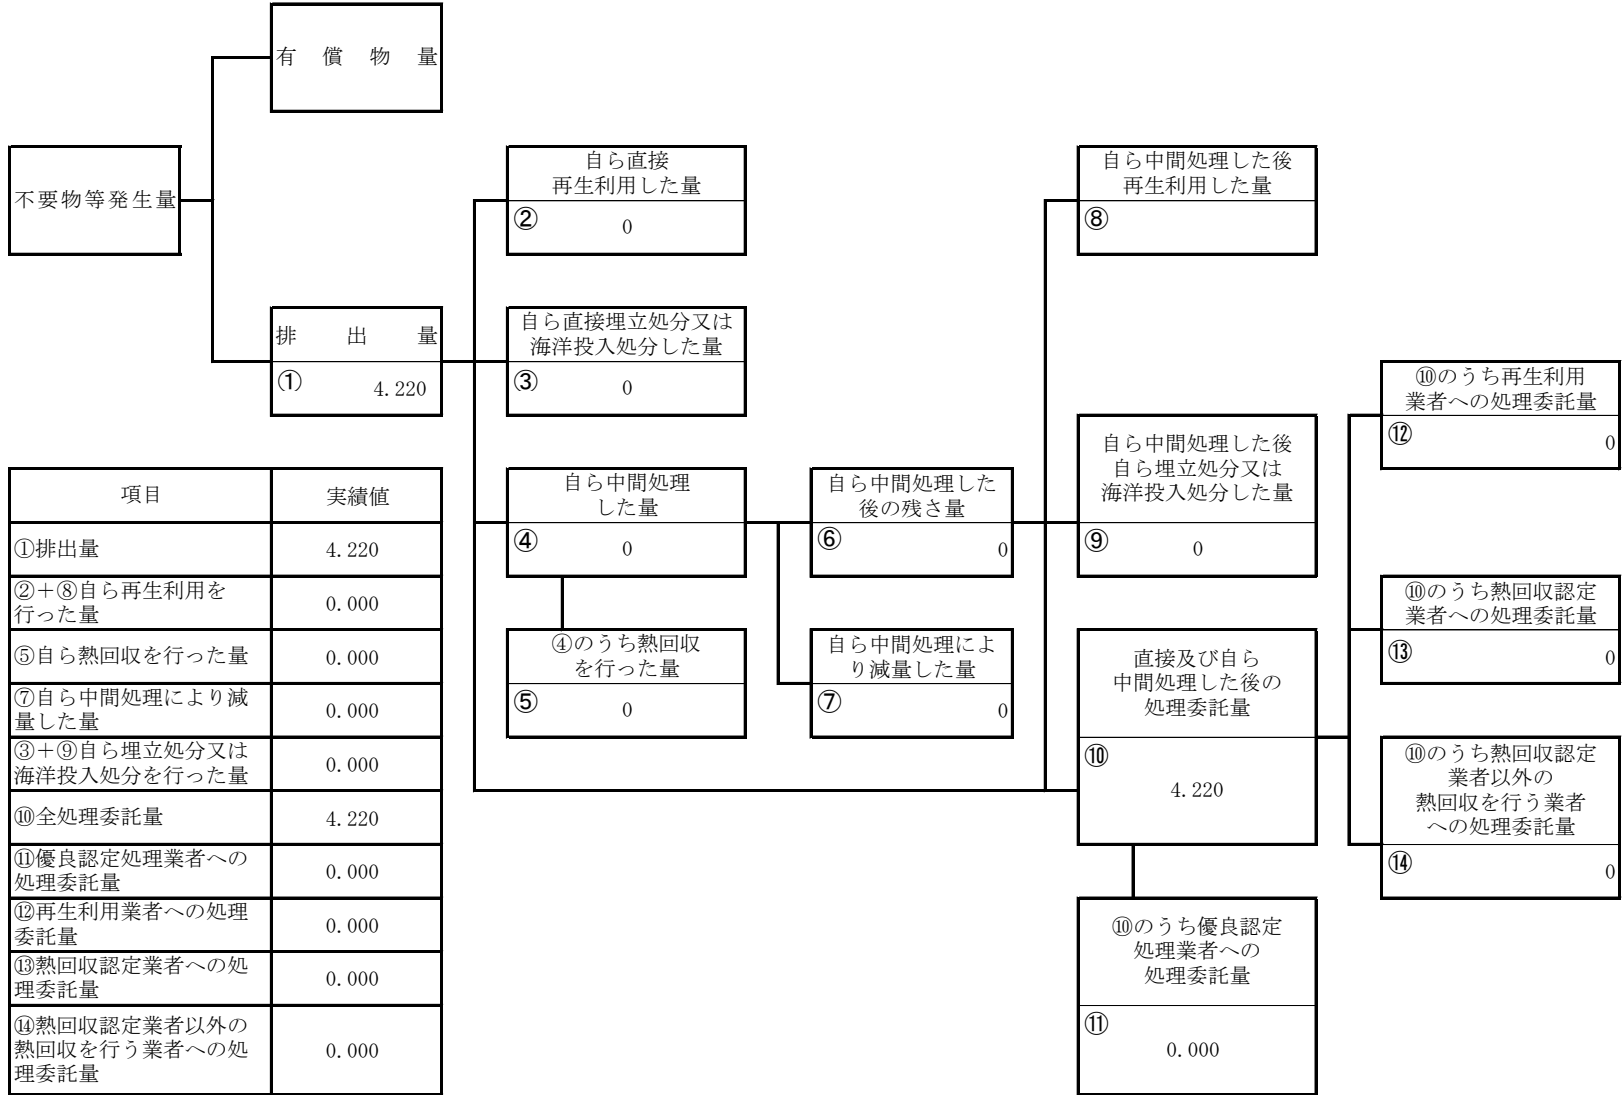 有償物量
不要物等発生量
排出量
① 4.220
自ら直接
再生利用した量
② 0
自ら直接埋立処分又は
海洋投入処分した量
③ 0
自ら中間処理
した量
④ 0
④のうち熱回収
を行った量
⑤ 0
自ら中間処理した
後の残さ量
⑥ 0
自ら中間処理によ
り減量した量
⑦ 0
自ら中間処理した後
再生利用した量
⑧
自ら中間処理した後
自ら埋立処分又は
海洋投入処分した量
⑨ 0
直接及び自ら
中間処理した後の
処理委託量
⑩
4.220
⑩のうち優良認定
処理業者への
処理委託量
⑪
0.000
⑩のうち再生利用
業者への処理委託量
⑫ 0
⑩のうち熱回収認定
業者への処理委託量
⑬ 0
⑩のうち熱回収認定
業者以外の
熱回収を行う業者
への処理委託量
⑭ 0
項目 実績値
①排出量 4.220
②＋⑧自ら再生利用を
行った量 0.000
⑤自ら熱回収を行った量 0.000
⑦自ら中間処理により減
量した量 0.000
③＋⑨自ら埋立処分又は
海洋投入処分を行った量 0.000
⑩全処理委託量 4.220
⑪優良認定処理業者への
処理委託量 0.000
⑫再生利用業者への処理
委託量 0.000
⑬熱回収認定業者への処
理委託量 0.000
⑭熱回収認定業者以外の
熱回収を行う業者への処
理委託量 0.000